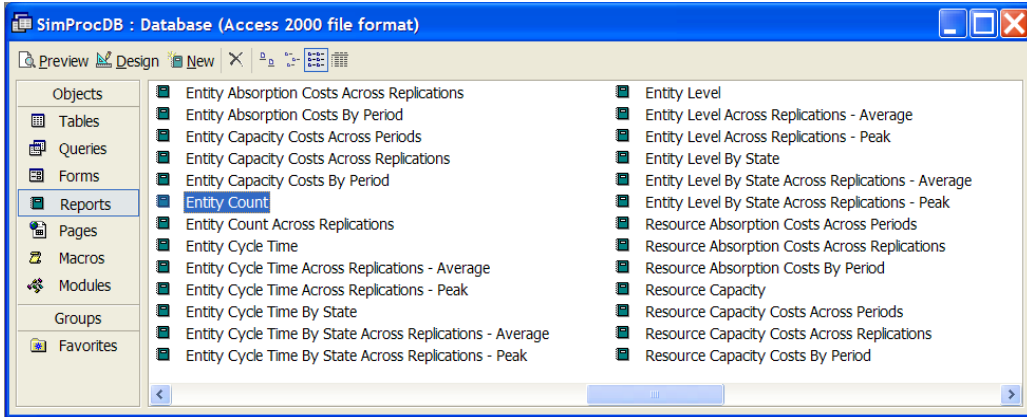 SimProcDB : Database (Access 2000 file format)
Preview Design New
Objects
Tables
Queries
Forms
Reports
Pages
Macros
Modules
Groups
Favorites
Entity Absorption Costs Across Replications
Entity Absorption Costs By Period
Entity Capacity Costs Across Periods
Entity Capacity Costs Across Replications
Entity Capacity Costs By Period
Entity Count
Entity Count Across Replications
Entity Cycle Time
Entity Cycle Time Across Replications - Average
Entity Cycle Time Across Replications - Peak
Entity Cycle Time By State
Entity Cycle Time By State Across Replications - Average
Entity Cycle Time By State Across Replications - Peak
Entity Level
Entity Level Across Replications - Average
Entity Level Across Replications - Peak
Entity Level By State
Entity Level By State Across Replications - Average
Entity Level By State Across Replications - Peak
Resource Absorption Costs Across Periods
Resource Absorption Costs Across Replications
Resource Absorption Costs By Period
Resource Capacity
Resource Capacity Costs Across Periods
Resource Capacity Costs Across Replications
Resource Capacity Costs By Period